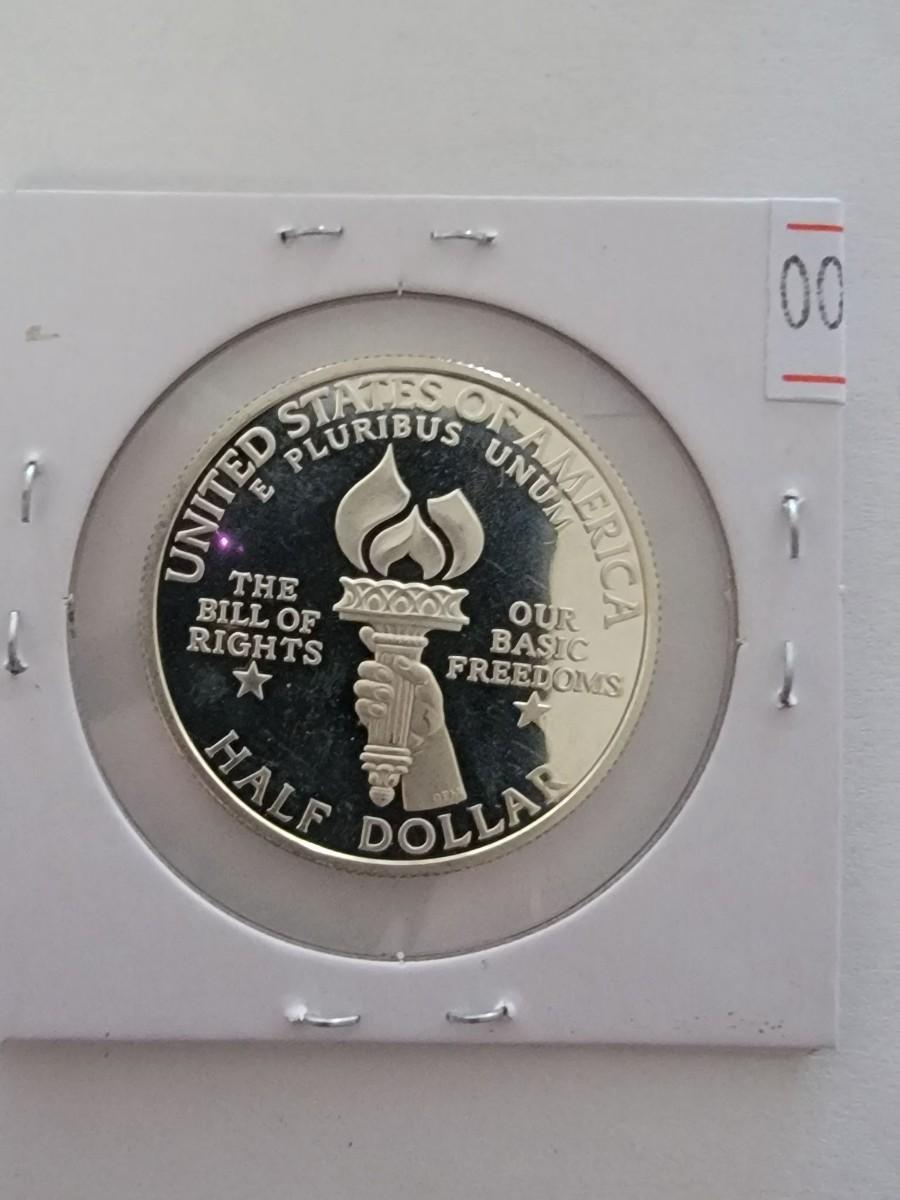 00
UNITED STATES OF AMERICA
E PLURIBUS UNUM
THE
BILL OF
RIGHTS
OUR
BASIC
FREEDOMS
HALF DOLLAR